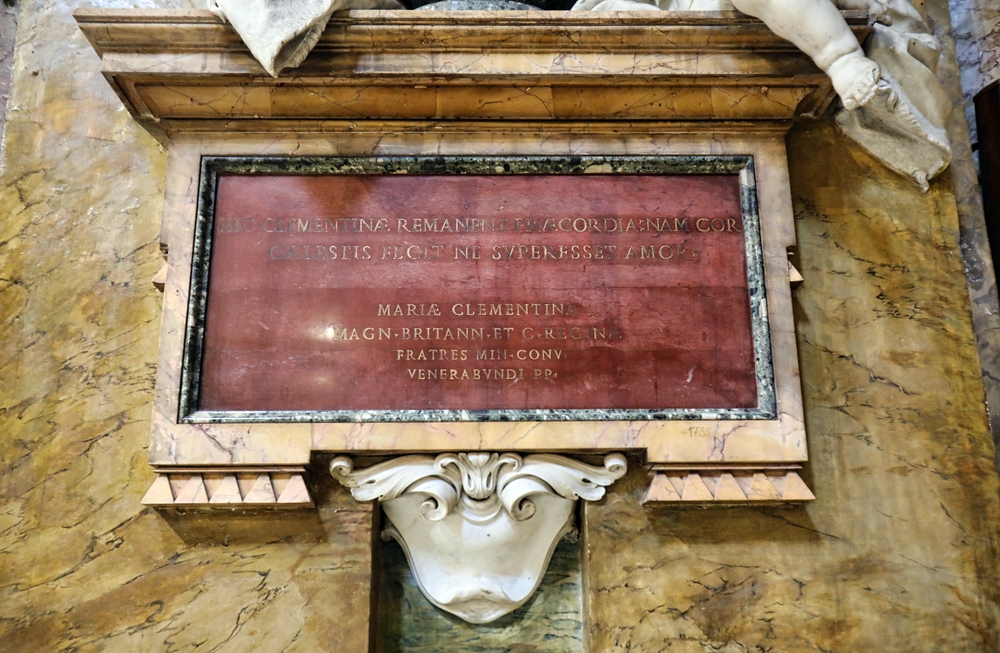 HIC CLEMENTINÆ REMANENT PRÆCORDIA: NAM COR
CÆLESTIS FECIT NE SVPERESSET AMOR.
MARIÆ CLEMENTINÆ
MAGN·BRITANN·ET C·REGINÆ
FRATRES MIN·CONV
VENERABVNDI PP·